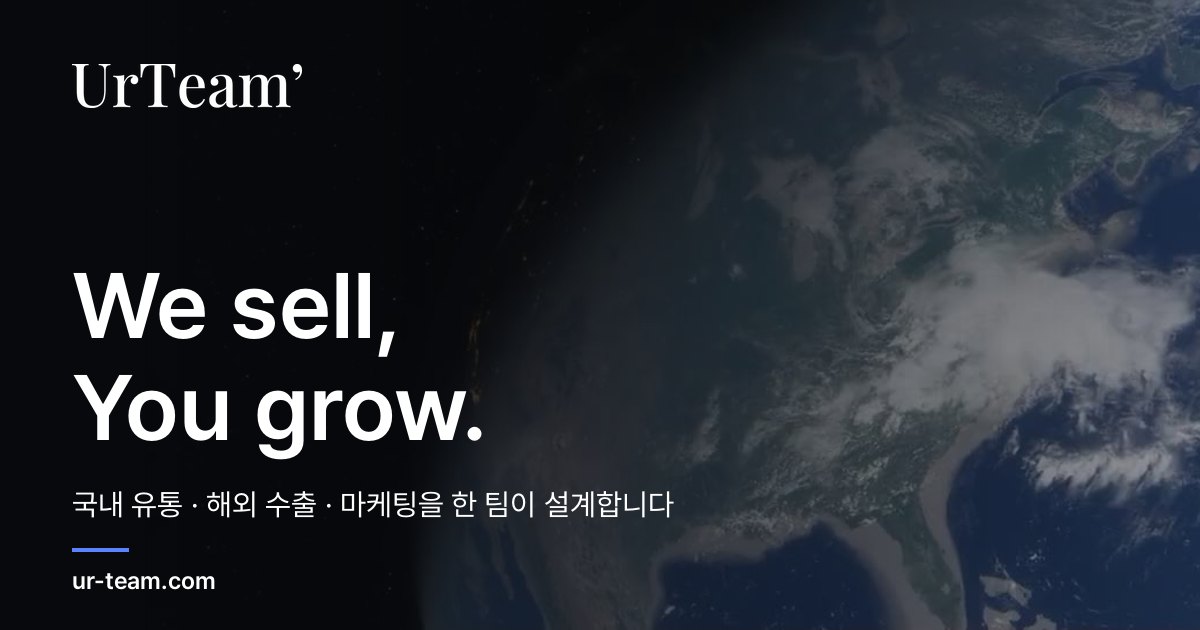 UrTeam’
We sell,
You grow.
국내 유통 · 해외 수출 · 마케팅을 한 팀이 설계합니다
ur-team.com